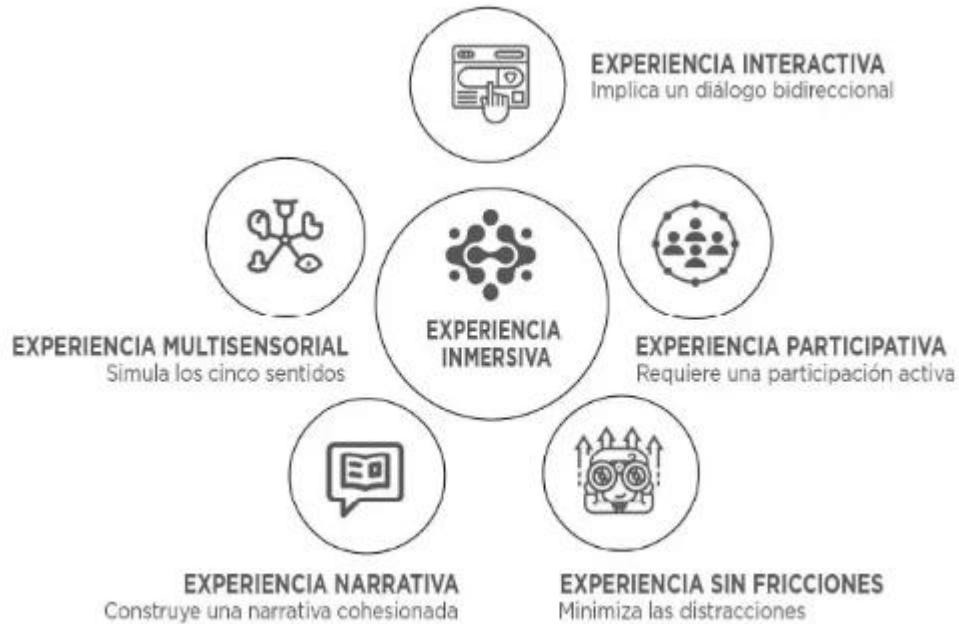 EXPERIENCIA INTERACTIVA
Implica un diálogo bidireccional
EXPERIENCIA
INMERSIVA
EXPERIENCIA MULTISENSORIAL
Simula los cinco sentidos
EXPERIENCIA PARTICIPATIVA
Requiere una participación activa
EXPERIENCIA NARRATIVA
Construye una narrativa cohesionada
EXPERIENCIA SIN FRICCIONES
Minimiza las distracciones